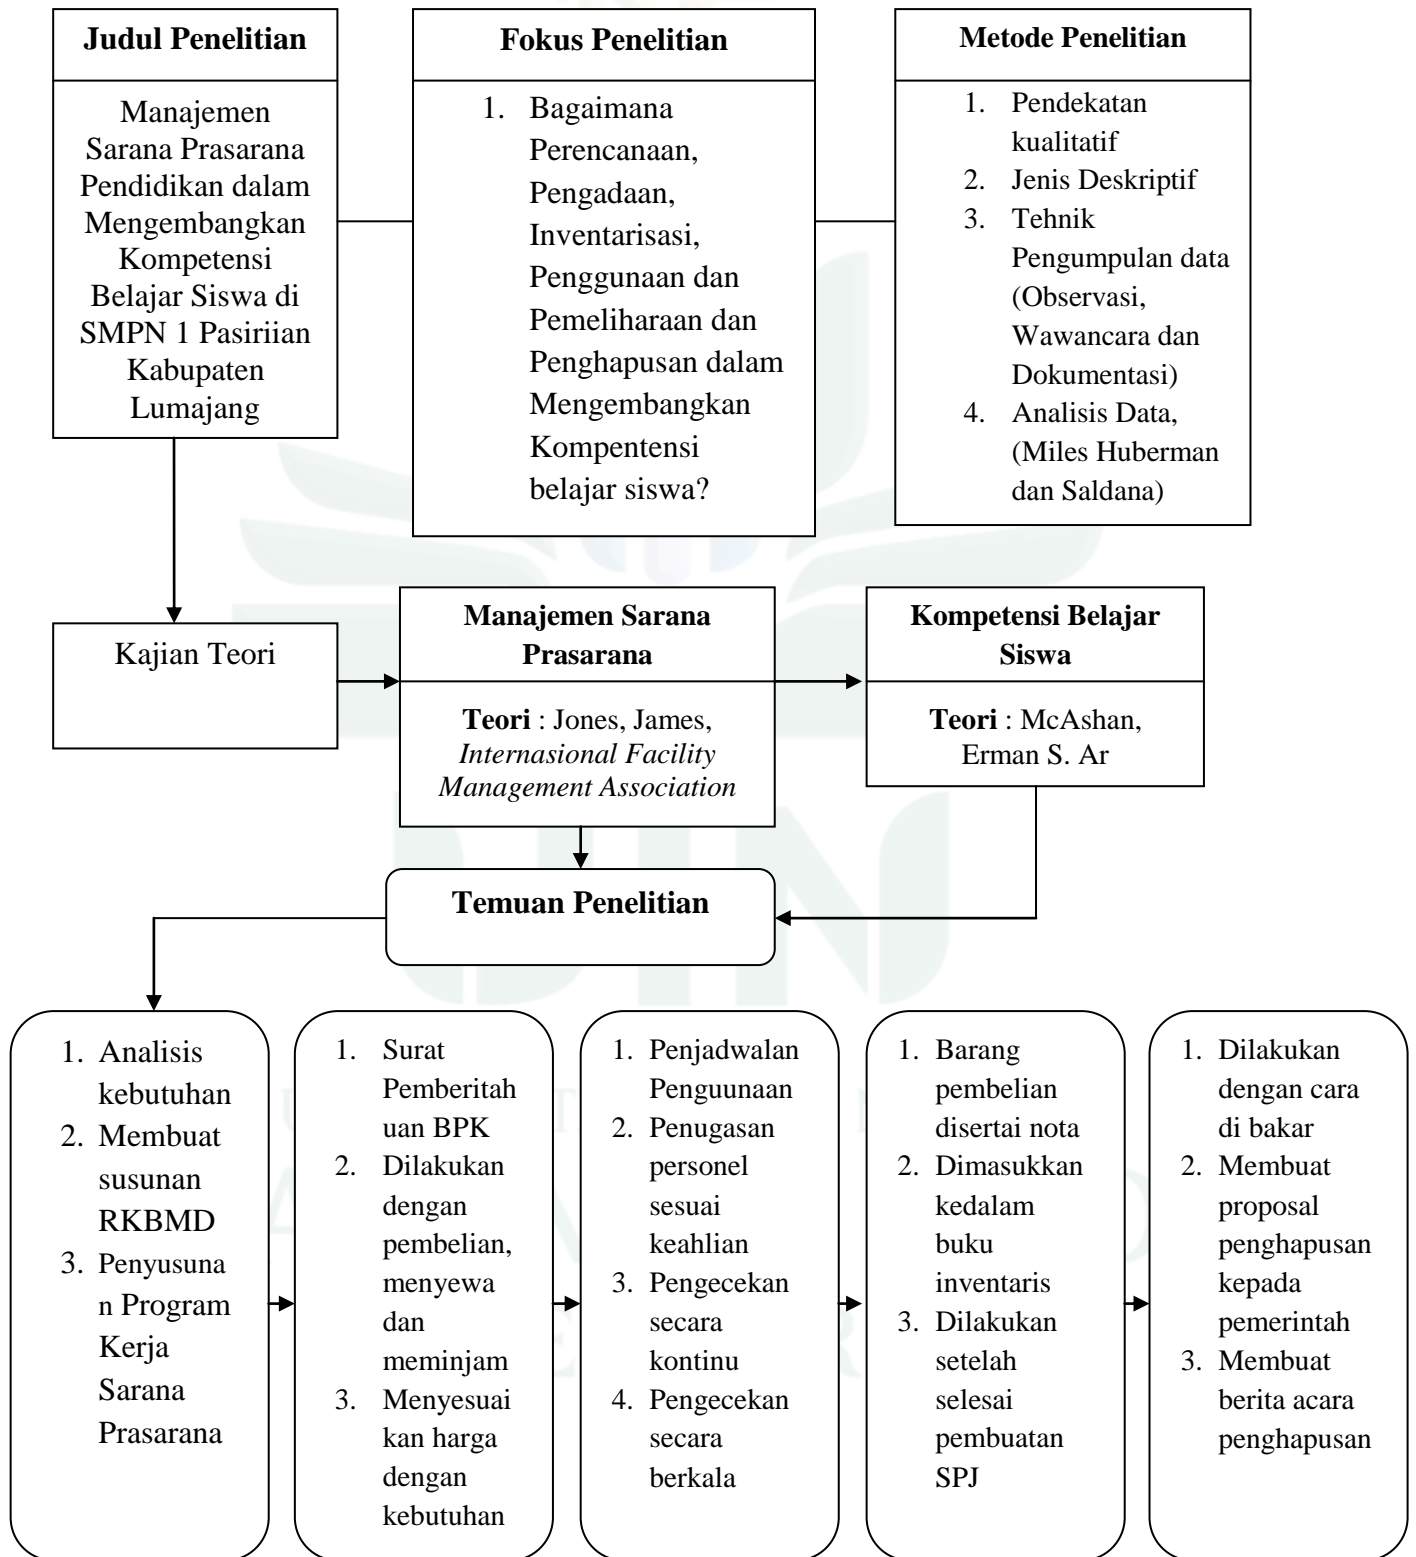 Judul Penelitian
Manajemen
Sarana Prasarana
Pendidikan dalam
Mengembangkan
Kompetensi
Belajar Siswa di
SMPN 1 Pasiriian
Kabupaten
Lumajang
Fokus Penelitian
1. Bagaimana
Perencanaan,
Pengadaan,
Inventarisasi,
Penggunaan dan
Pemeliharaan dan
Penghapusan dalam
Mengembangkan
Kompentensi
belajar siswa?
Metode Penelitian
1. Pendekatan
kualitatif
2. Jenis Deskriptif
3. Tehnik
Pengumpulan data
(Observasi,
Wawancara dan
Dokumentasi)
4. Analisis Data,
(Miles Huberman
dan Saldana)
Kajian Teori
Manajemen Sarana
Prasarana
Teori : Jones, James,
Internasional Facility
Management Association
Kompetensi Belajar
Siswa
Teori : McAshan,
Erman S. Ar
Temuan Penelitian
1. Analisis
kebutuhan
2. Membuat
susunan
RKBMD
3. Penyusuna
n Program
Kerja
Sarana
Prasarana
1. Surat
Pemberitah
uan BPK
2. Dilakukan
dengan
pembelian,
menyewa
dan
meminjam
3. Menyesuai
kan harga
dengan
kebutuhan
1. Penjadwalan
Penguunaan
2. Penugasan
personel
sesuai
keahlian
3. Pengecekan
secara
kontinu
4. Pengecekan
secara
berkala
1. Barang
pembelian
disertai nota
2. Dimasukkan
kedalam
buku
inventaris
3. Dilakukan
setelah
selesai
pembuatan
SPJ
1. Dilakukan
dengan cara
di bakar
2. Membuat
proposal
penghapusan
kepada
pemerintah
3. Membuat
berita acara
penghapusan
UIN